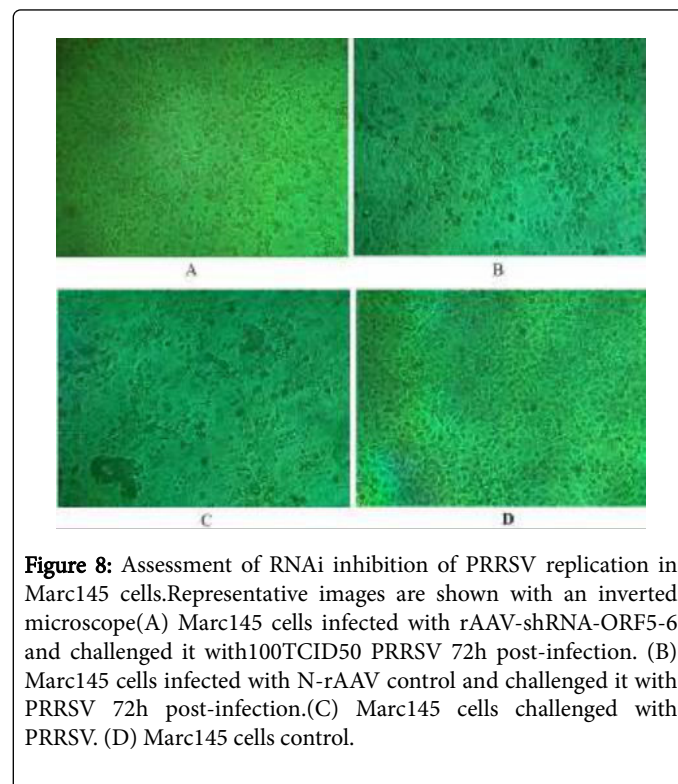 A
B
C
D
Figure 8: Assessment of RNAi inhibition of PRRSV replication in
Marc145 cells.Representative images are shown with an inverted
microscope(A) Marc145 cells infected with rAAV-shRNA-ORF5-6
and challenged it with100TCID50 PRRSV 72h post-infection. (B)
Marc145 cells infected with N-rAAV control and challenged it with
PRRSV 72h post-infection.(C) Marc145 cells challenged with
PRRSV. (D) Marc145 cells control.